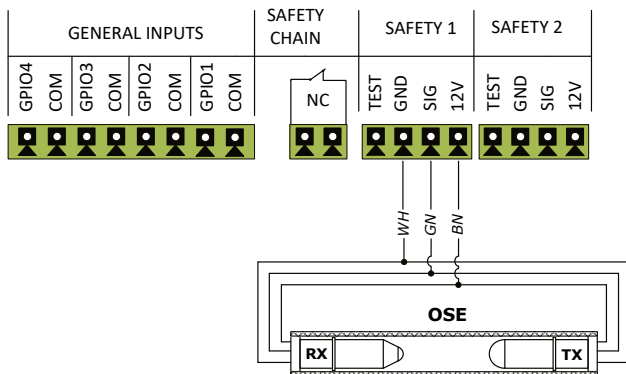 GENERAL INPUTS
SAFETY
CHAIN
SAFETY 1
SAFETY 2
GPIO4
COM
GPIO3
COM
GPIO2
COM
GPIO1
COM
NC
TEST
GND
SIG
12V
TEST
GND
SIG
12V
WH
GN
BN
OSE
RX
TX